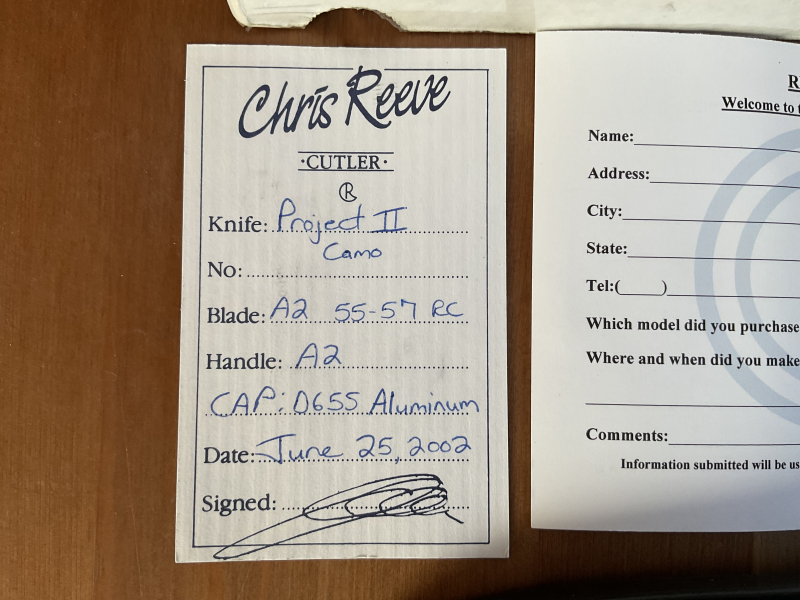 Chris Reeve
·CUTLER·
®
Knife: Project II
Camo
No:
Blade: A2 55-57 RC
Handle: A2
CAP: D655 Aluminum
Date: June 25, 2002
Signed:
R
Welcome to t
Name:
Address:
City:
State:
Tel:( )
Which model did you purchase
Where and when did you make
Comments:
Information submitted will be us